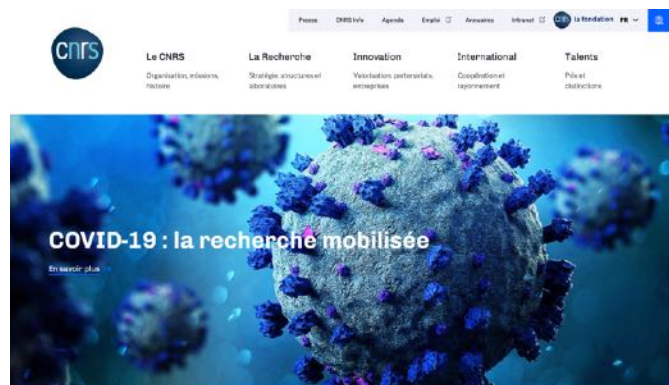 Presse CNRS Info Agenda Emploi Annuaires Intranet cnrs la fondation FR
cnrs
Le CNRS La Recherche Innovation International Talents
Organisation, missions, Stratégie, structures et Valorisation, partenariats, Coopération et Prix et
histoire laboratoires entreprises rayonnement distinctions
COVID-19 : la recherche mobilisée
En savoir plus